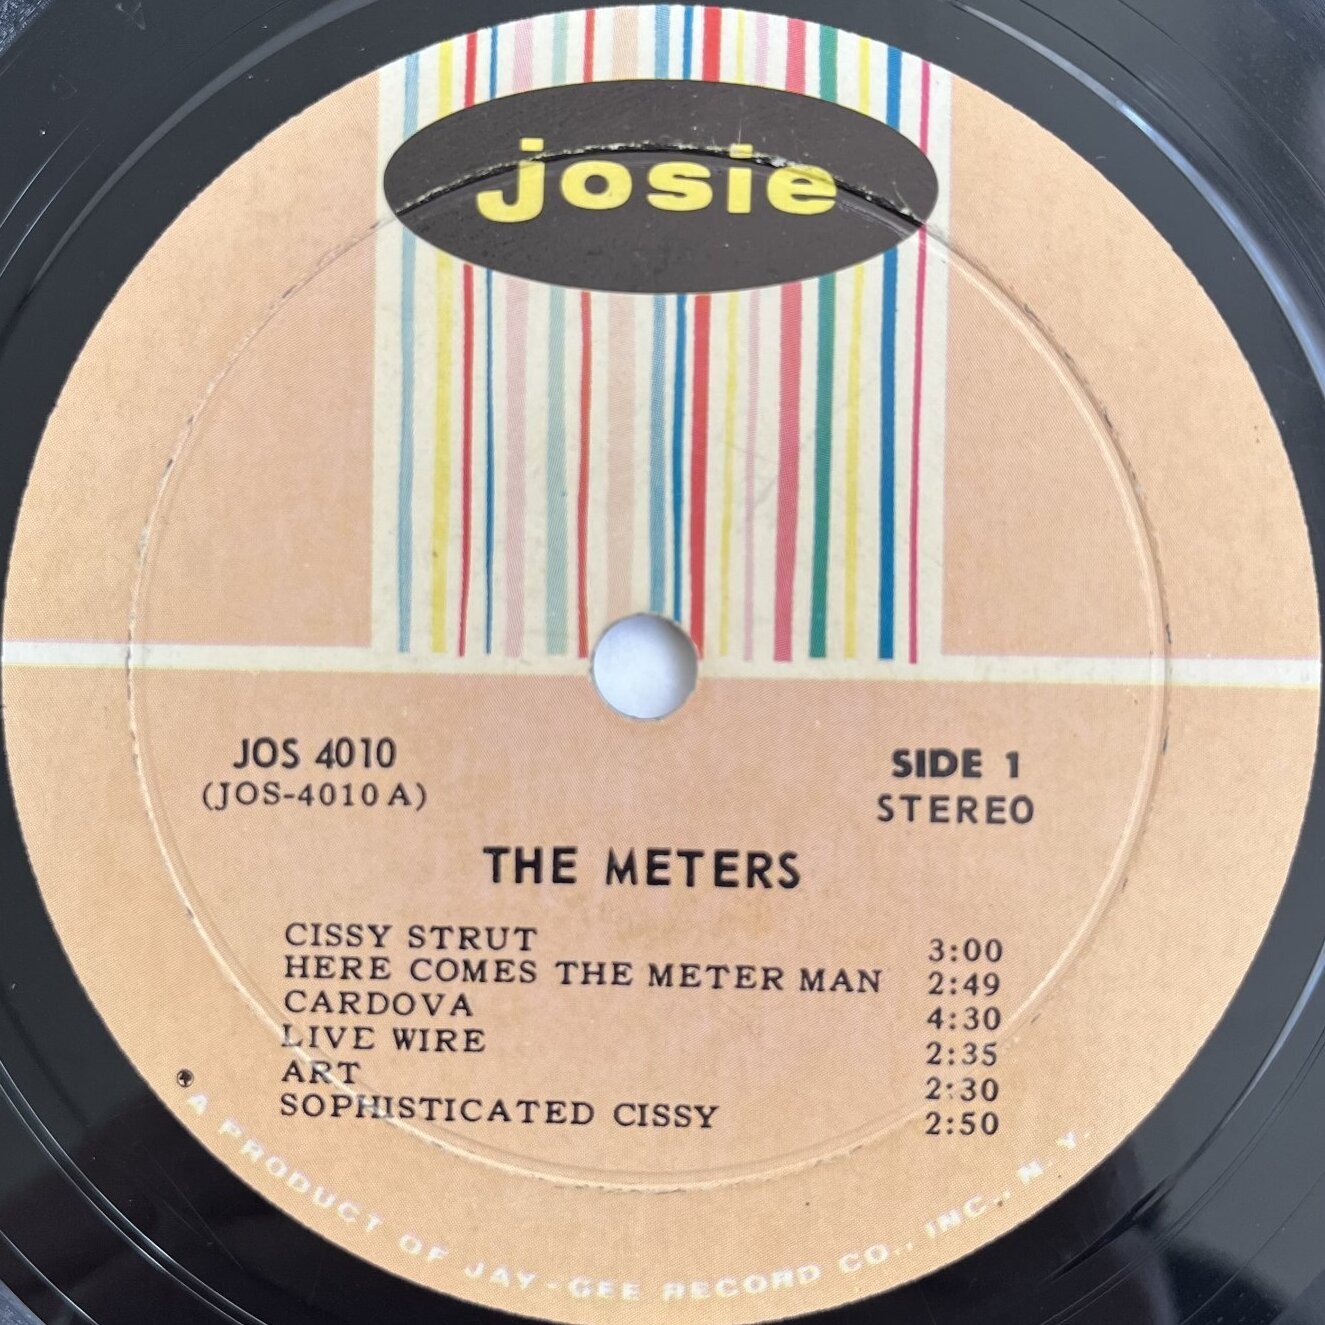 josie
JOS 4010
(JOS-4010 A)
SIDE 1
STEREO
THE METERS
CISSY STRUT 3:00
HERE COMES THE METER MAN 2:49
CARDOVA 4:30
LIVE WIRE 2:35
ART 2:30
SOPHISTICATED CISSY 2:50
A PRODUCT OF JAY-GEE RECORD CO., INC., N. Y.